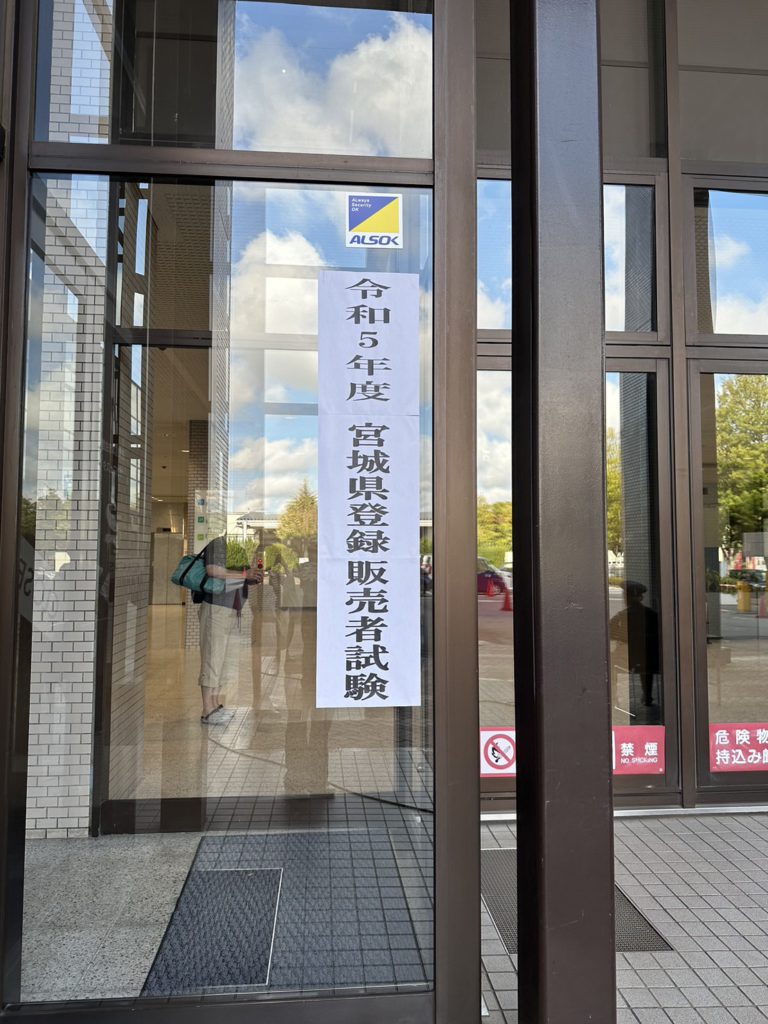 Always
Security
OK
ALSOK
令和5年度 宮城県登録販売者試験
禁煙
NO SMOKING
危険物
持込み